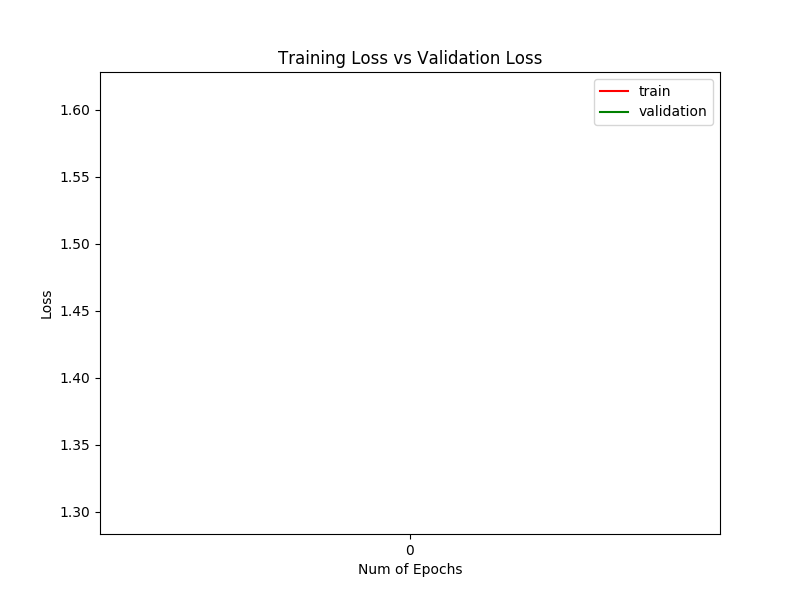 Training Loss vs Validation Loss
train
validation
1.60
1.55
1.50
1.45
1.40
1.35
1.30
Loss
0
Num of Epochs